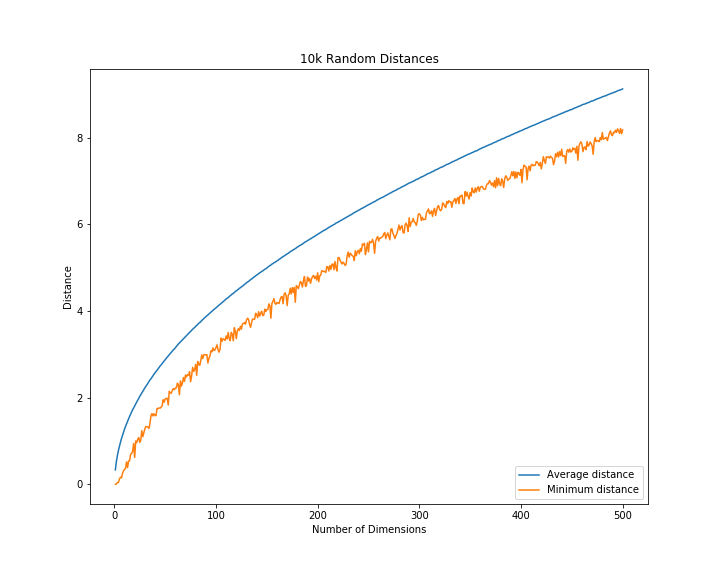 10k Random Distances
Distance
8
6
4
2
0
Average distance
Minimum distance
0 100 200 300 400 500
Number of Dimensions